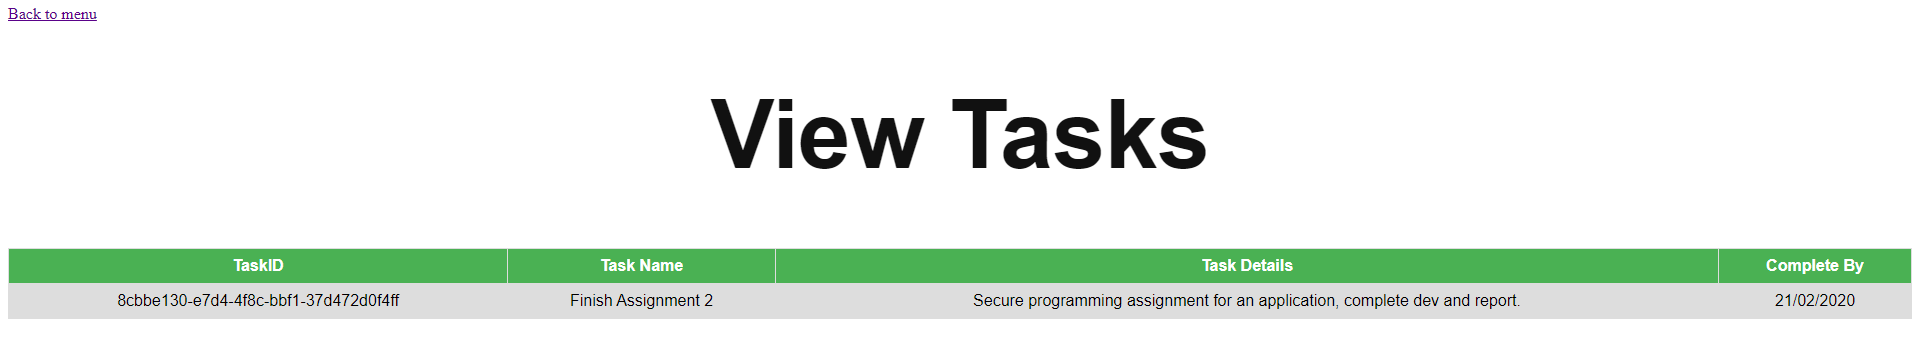 Back to menu
View Tasks
TaskID Task Name Task Details Complete By
8cbbe130-e7d4-4f8c-bbf1-37d472d0f4ff Finish Assignment 2 Secure programming assignment for an application, complete dev and report. 21/02/2020